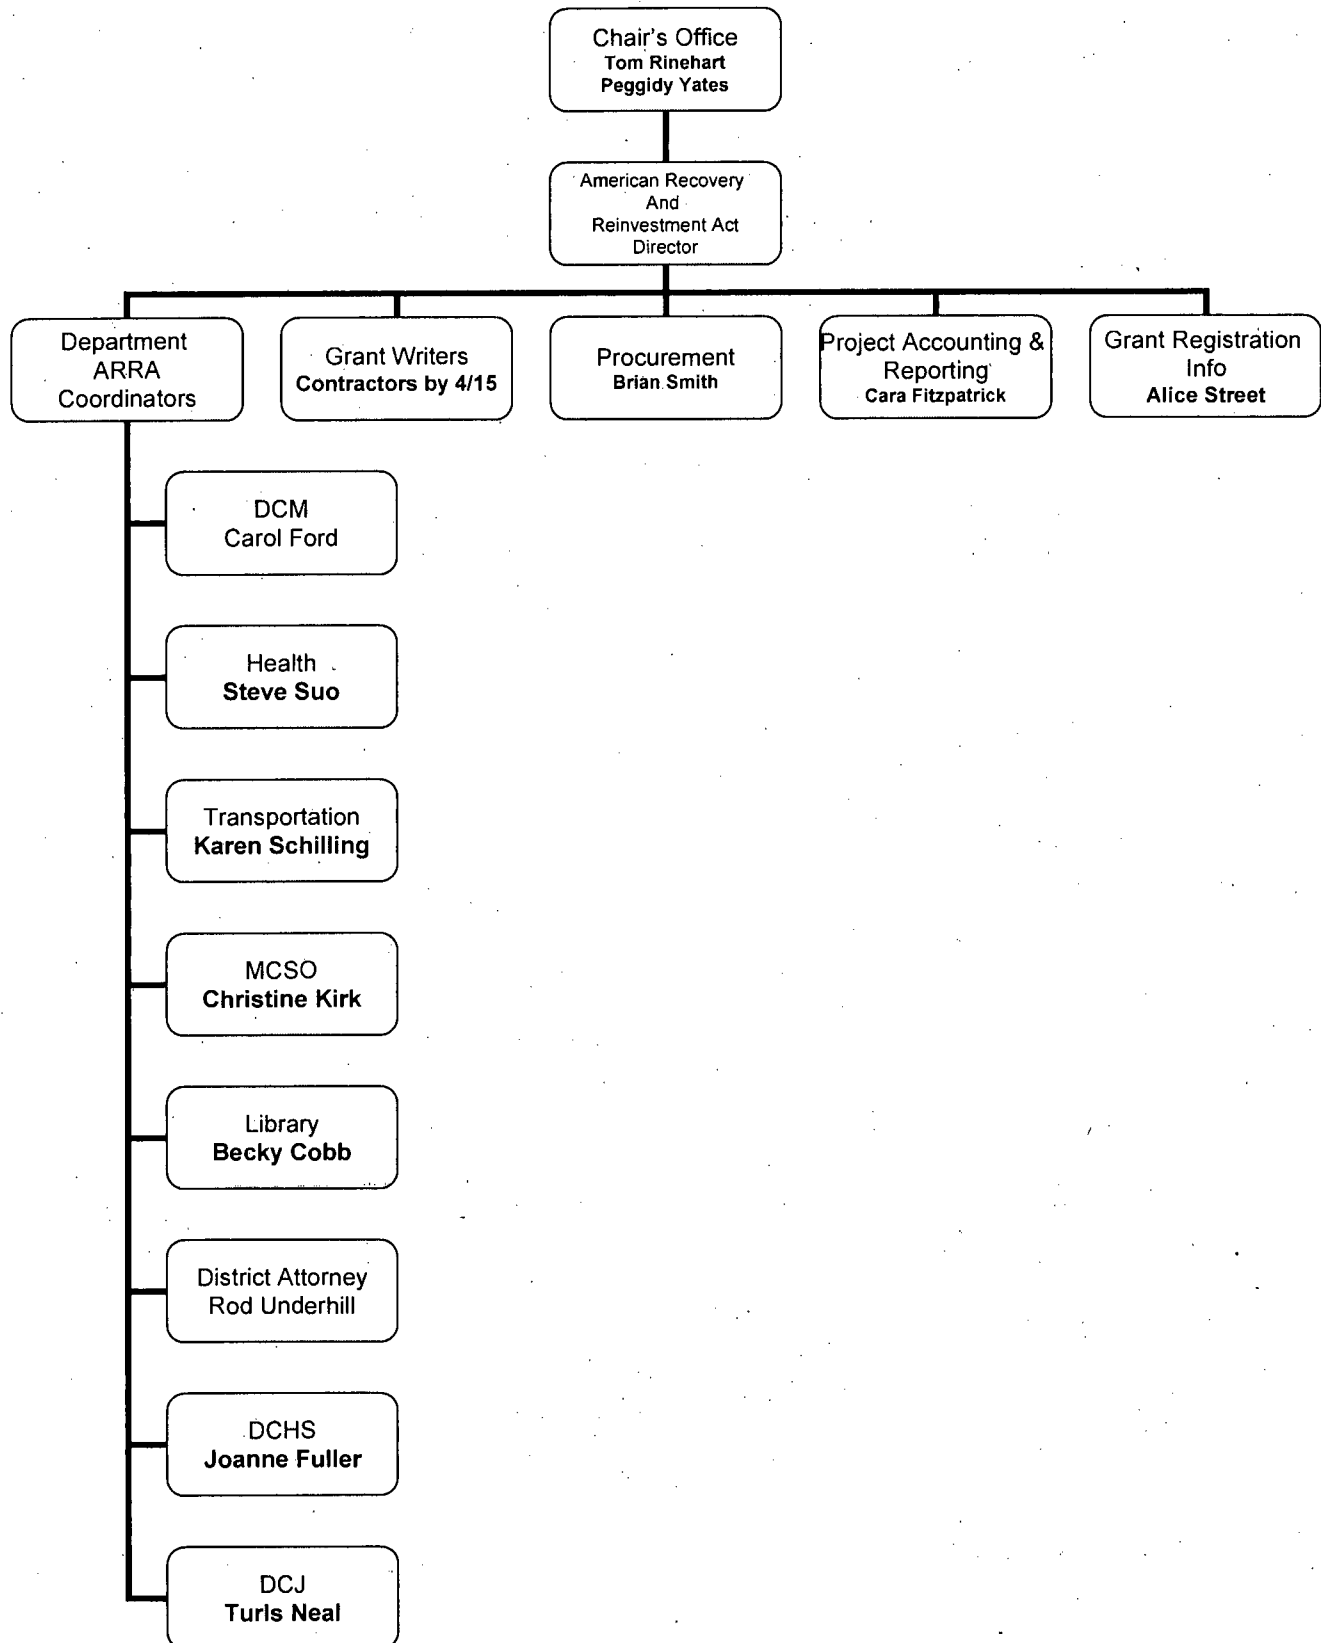 Chair's Office
Tom Rinehart
Peggidy Yates
American Recovery
And
Reinvestment Act
Director
Department
ARRA
Coordinators
Grant Writers
Contractors by 4/15
Procurement
Brian Smith
Project Accounting &
Reporting
Cara Fitzpatrick
Grant Registration
Info
Alice Street
DCM
Carol Ford
Health
Steve Suo
Transportation
Karen Schilling
MCSO
Christine Kirk
Library
Becky Cobb
District Attorney
Rod Underhill
DCHS
Joanne Fuller
DCJ
Turls Neal